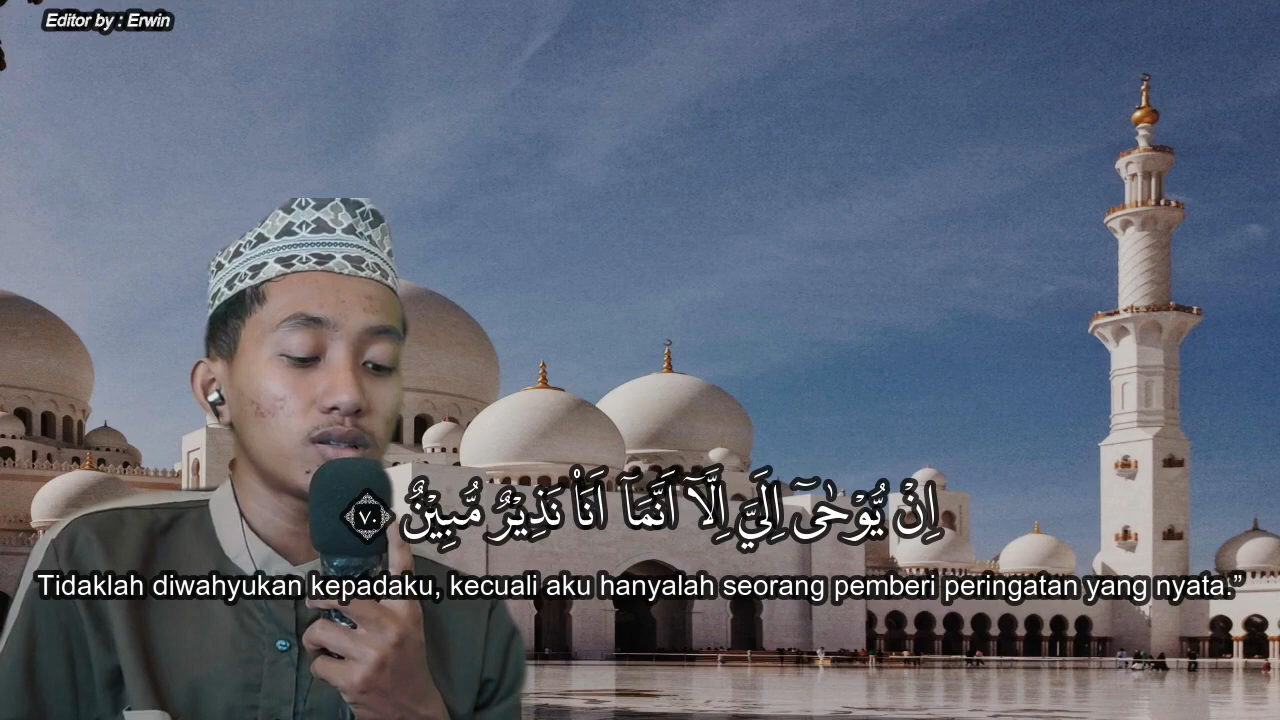 Editor by : Erwin
اِنْ يُّوْحٰىٓ اِلَيَّ اِلَّآ اَنَّمَآ اَنَا۠ نَذِيْرٌ مُّبِيْنٌ ٧٠
Tidaklah diwahyukan kepadaku, kecuali aku hanyalah seorang pemberi peringatan yang nyata.”